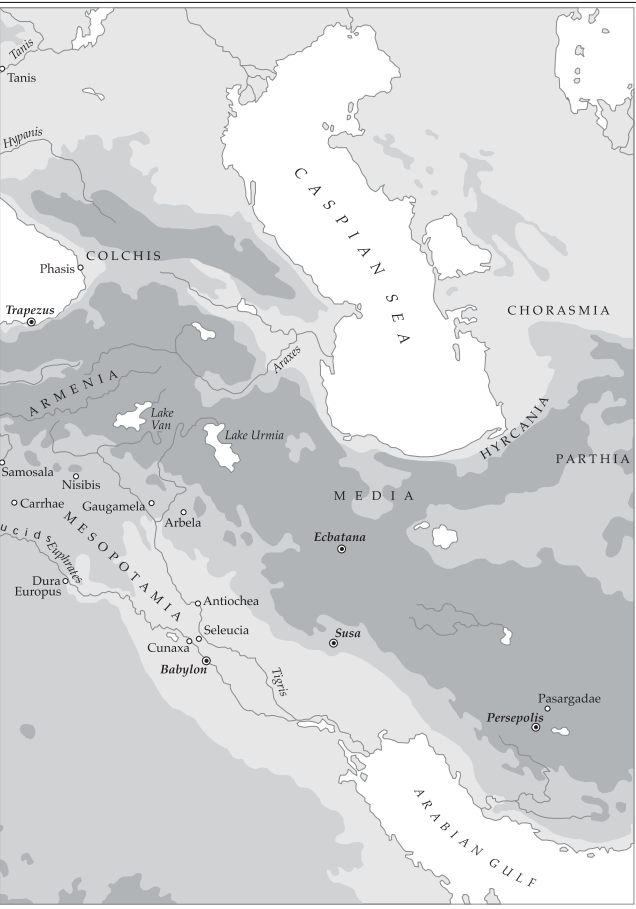 Tanis
Tanis
Hypanis
CASPIAN SEA
COLCHIS
Phasis
Trapezus
CHORASMIA
Araxes
ARMENIA
HYRCANIA
Lake
Van
Lake Urmia
PARTHIA
Samosala
Nisibis
MEDIA
Carrhae
Gaugamela
Arbela
MESOPOTAMIA
ucids
Euphrates
Ecbatana
Dura
Europus
Antiochea
Seleucia
Susa
Cunaxa
Babylon
Tigris
Pasargadae
Persepolis
ARABIAN GULF